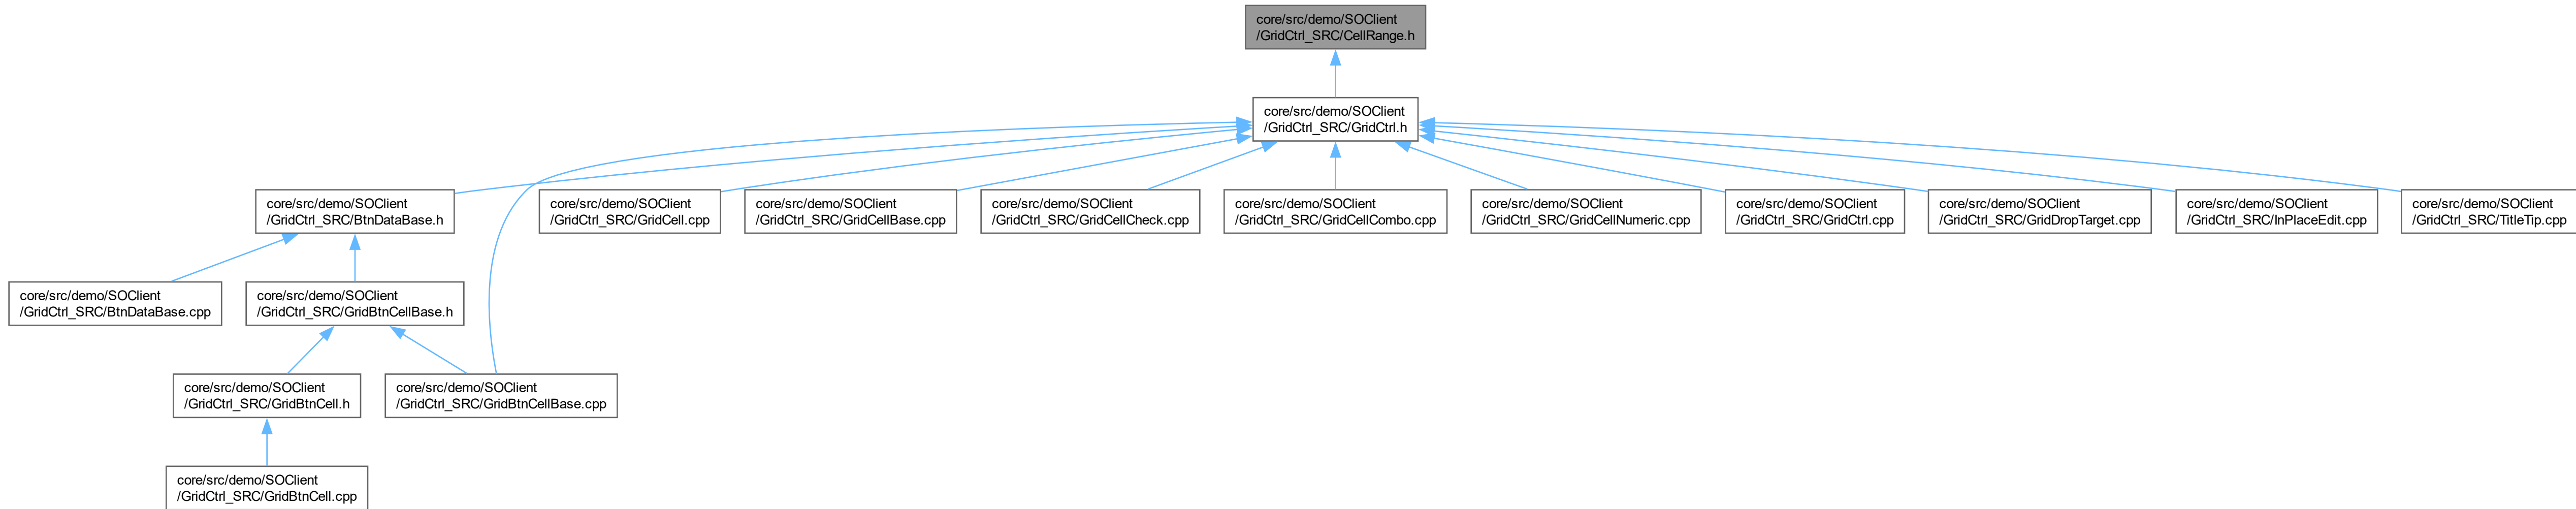 core/src/demo/SOClient
/GridCtrl_SRC/CellRange.h
core/src/demo/SOClient
/GridCtrl_SRC/GridCtrl.h
core/src/demo/SOClient
/GridCtrl_SRC/BtnDataBase.h
core/src/demo/SOClient
/GridCtrl_SRC/GridCell.cpp
core/src/demo/SOClient
/GridCtrl_SRC/GridCellBase.cpp
core/src/demo/SOClient
/GridCtrl_SRC/GridCellCheck.cpp
core/src/demo/SOClient
/GridCtrl_SRC/GridCellCombo.cpp
core/src/demo/SOClient
/GridCtrl_SRC/GridCellNumeric.cpp
core/src/demo/SOClient
/GridCtrl_SRC/GridCtrl.cpp
core/src/demo/SOClient
/GridCtrl_SRC/GridDropTarget.cpp
core/src/demo/SOClient
/GridCtrl_SRC/InPlaceEdit.cpp
core/src/demo/SOClient
/GridCtrl_SRC/TitleTip.cpp
core/src/demo/SOClient
/GridCtrl_SRC/BtnDataBase.cpp
core/src/demo/SOClient
/GridCtrl_SRC/GridBtnCellBase.h
core/src/demo/SOClient
/GridCtrl_SRC/GridBtnCell.h
core/src/demo/SOClient
/GridCtrl_SRC/GridBtnCellBase.cpp
core/src/demo/SOClient
/GridCtrl_SRC/GridBtnCell.cpp